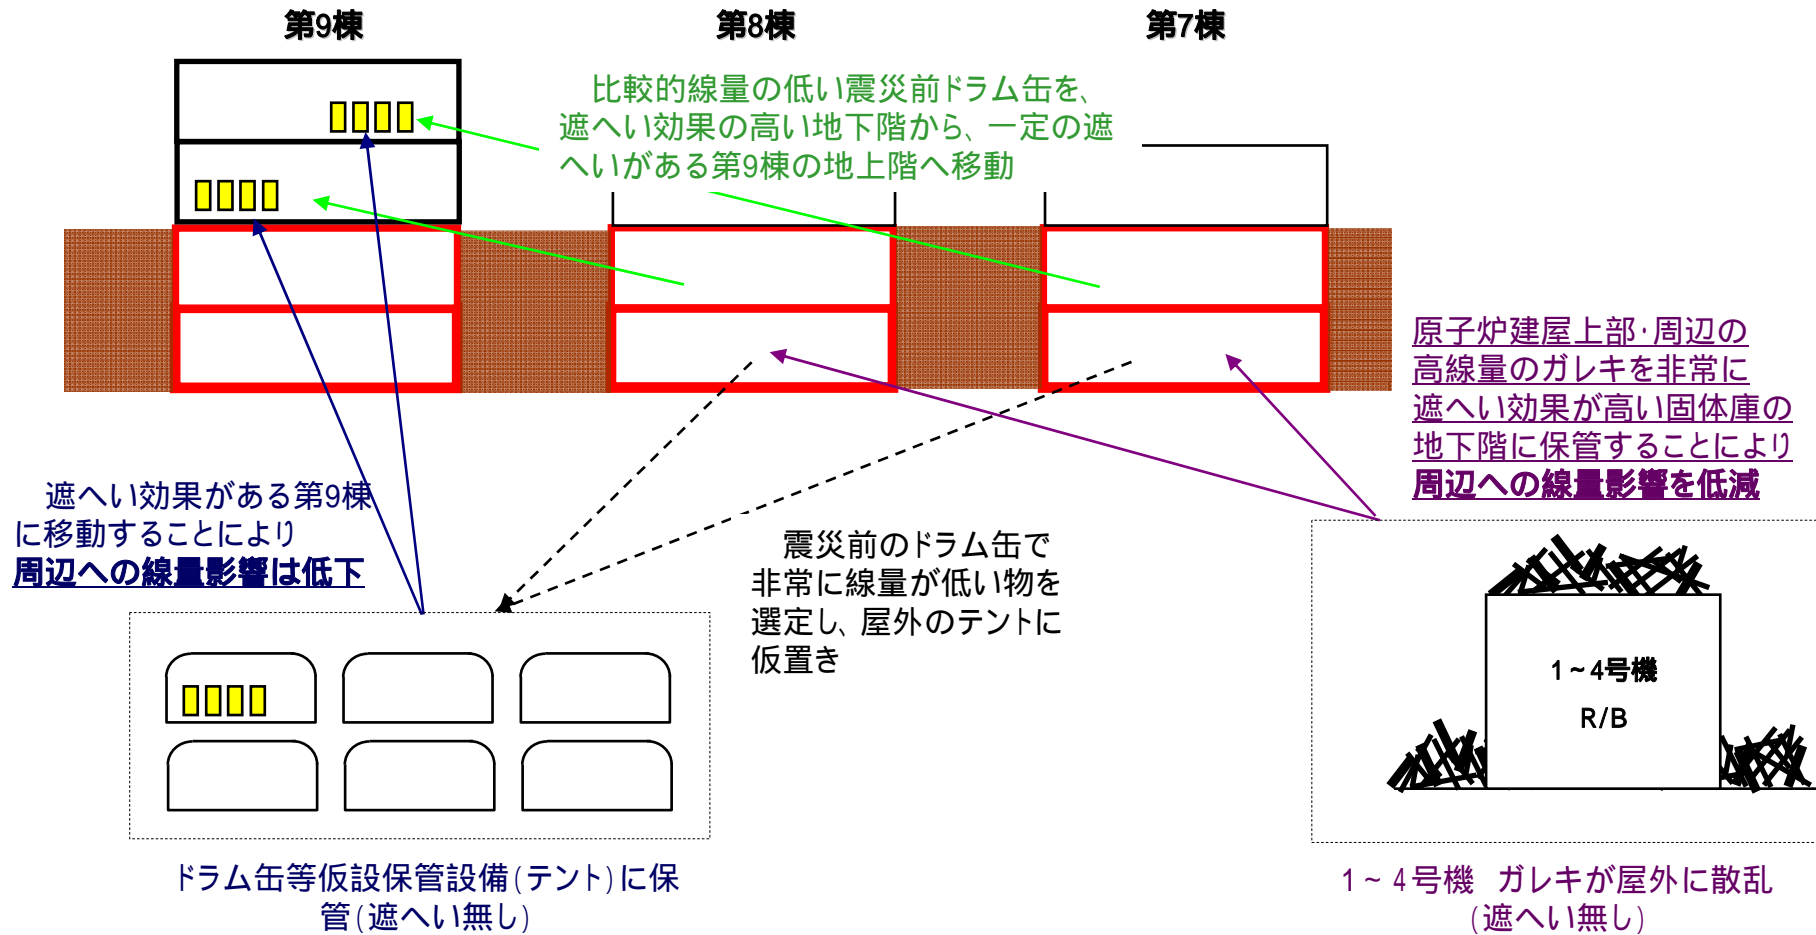 第9棟
第8棟
第7棟
比較的線量の低い震災前ドラム缶を、
遮へい効果の高い地下階から、一定の遮
へいがある第9棟の地上階へ移動
原子炉建屋上部・周辺の
高線量のガレキを非常に
遮へい効果が高い固体庫の
地下階に保管することにより
周辺への線量影響を低減
遮へい効果がある第9棟
に移動することにより
周辺への線量影響は低下
震災前のドラム缶で
非常に線量が低い物を
選定し、屋外のテントに
仮置き
1~4号機
R/B
ドラム缶等仮設保管設備(テント)に保
管(遮へい無し)
1~4号機 ガレキが屋外に散乱
(遮へい無し)